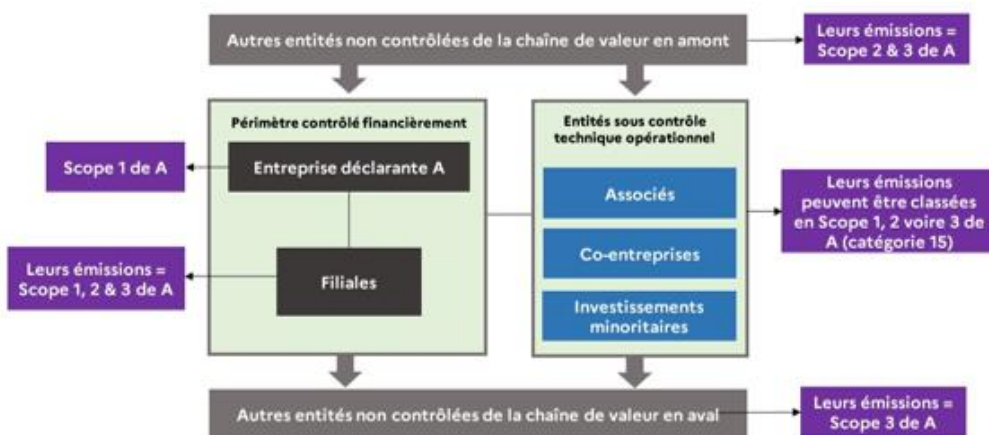 Autres entités non contrôlées de la chaîne de valeur en amont
Leurs émissions =
Scope 2 & 3 de A
Périmètre contrôlé financièrement
Entreprise déclarante A
Filiales
Scope 1 de A
Leurs émissions =
Scope 1, 2 & 3 de A
Entités sous contrôle
technique opérationnel
Associés
Co-entreprises
Investissements
minoritaires
Leurs émissions
peuvent être classées
en Scope 1, 2 voire 3 de
A (catégorie 15)
Autres entités non contrôlées de la chaîne de valeur en aval
Leurs émissions =
Scope 3 de A